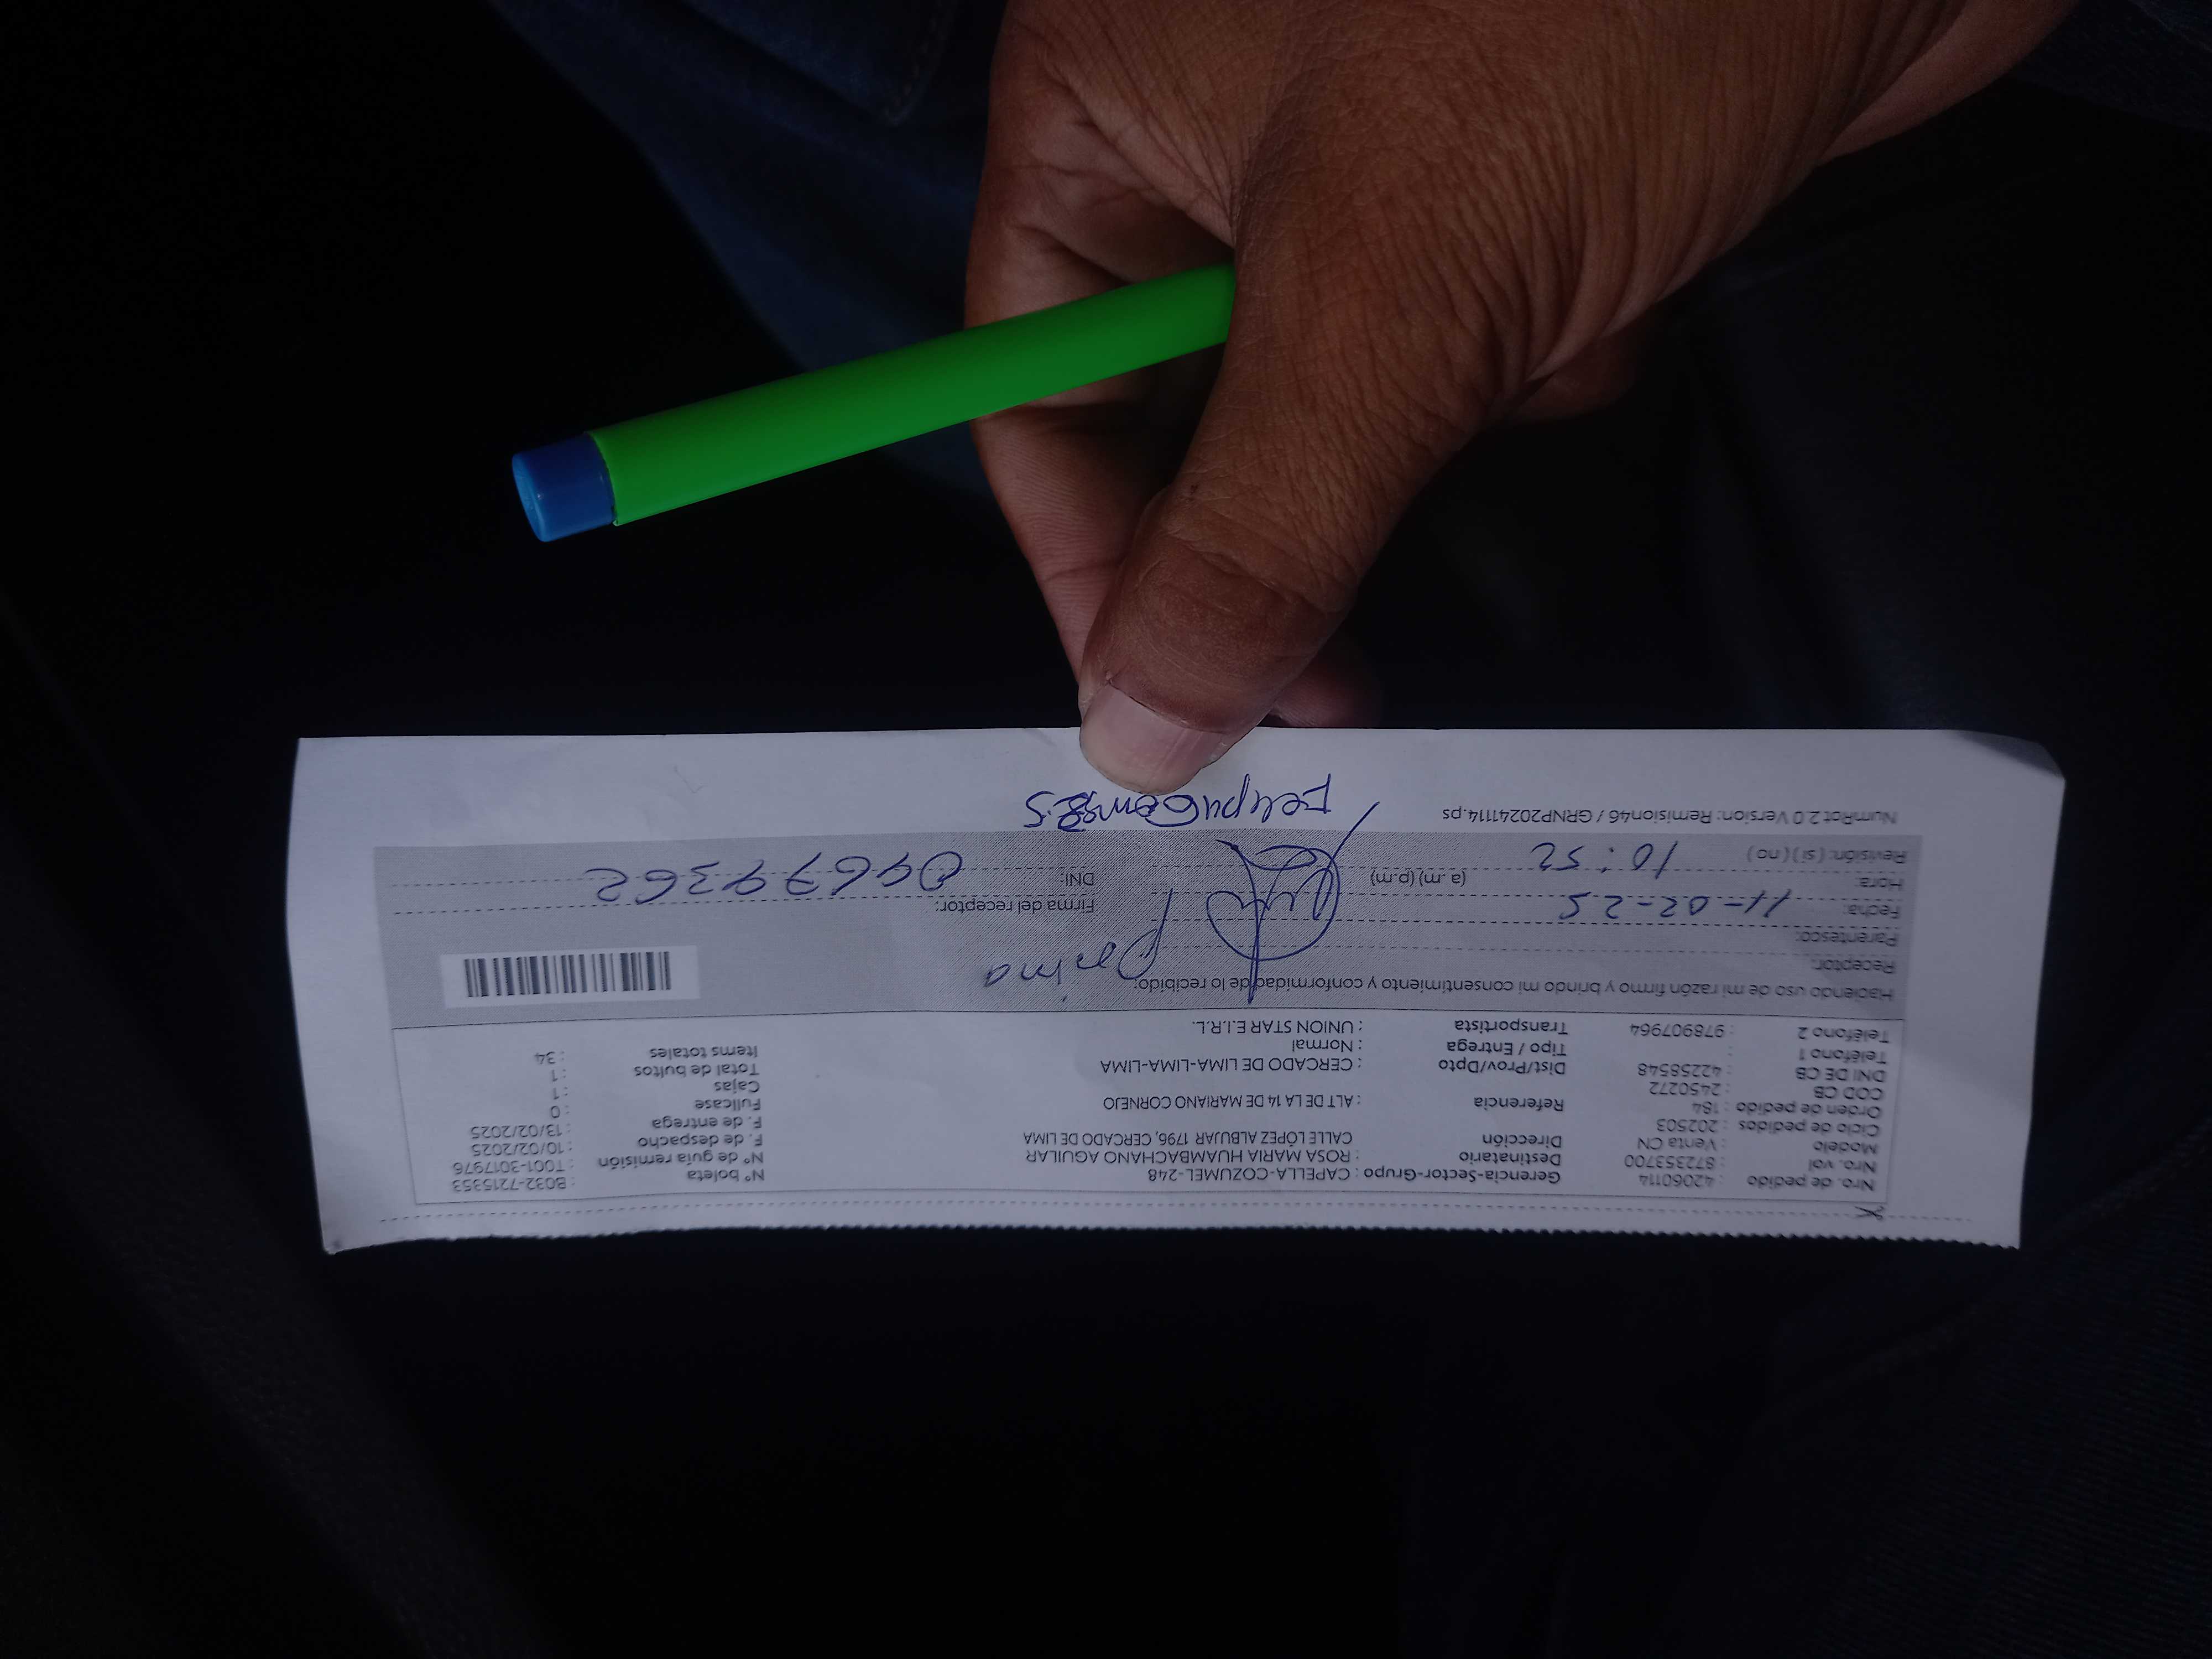 Nro. de pedido : 42060114 Gerencia-Sector-Grupo : CAPELLA-COZUMEL-248 N° boleta : B032-7215353
Nro. vol : 872353700 Destinatario : ROSA MARIA HUAMBACHANO AGUILAR N° de guía remisión : T001-3017976
Modelo : Venta CN Dirección CALLE LÓPEZ ALBUJAR 1796, CERCADO DE LIMA F. de despacho : 10/02/2025
Ciclo de pedidos : 202503 F. de entrega : 13/02/2025
Orden de pedido : 184 Referencia : ALT DE LA 14 DE MARIANO CORNEJO Fullcase : 0
COD CB : 2450272 Cajas : 1
DNI DE CB : 42258548 Dist/Prov/Dpto : CERCADO DE LIMA-LIMA-LIMA Total de bultos : 1
Teléfono 1 : Tipo / Entrega : Normal Items totales : 34
Teléfono 2 : 978907964 Transportista : UNION STAR E.I.R.L.
Haciendo uso de mi razón firmo y brindo mi consentimiento y conformidad de lo recibido:
Receptor:
Parentesco: Prima
Fecha: 11-02-25 Firma del receptor:
Hora: 10:52 (a.m) (p.m) DNI: 09679362
Revisión: ( si ) ( no )
NumRot 2.0 Version: Remision46 / GRNP20241114.ps